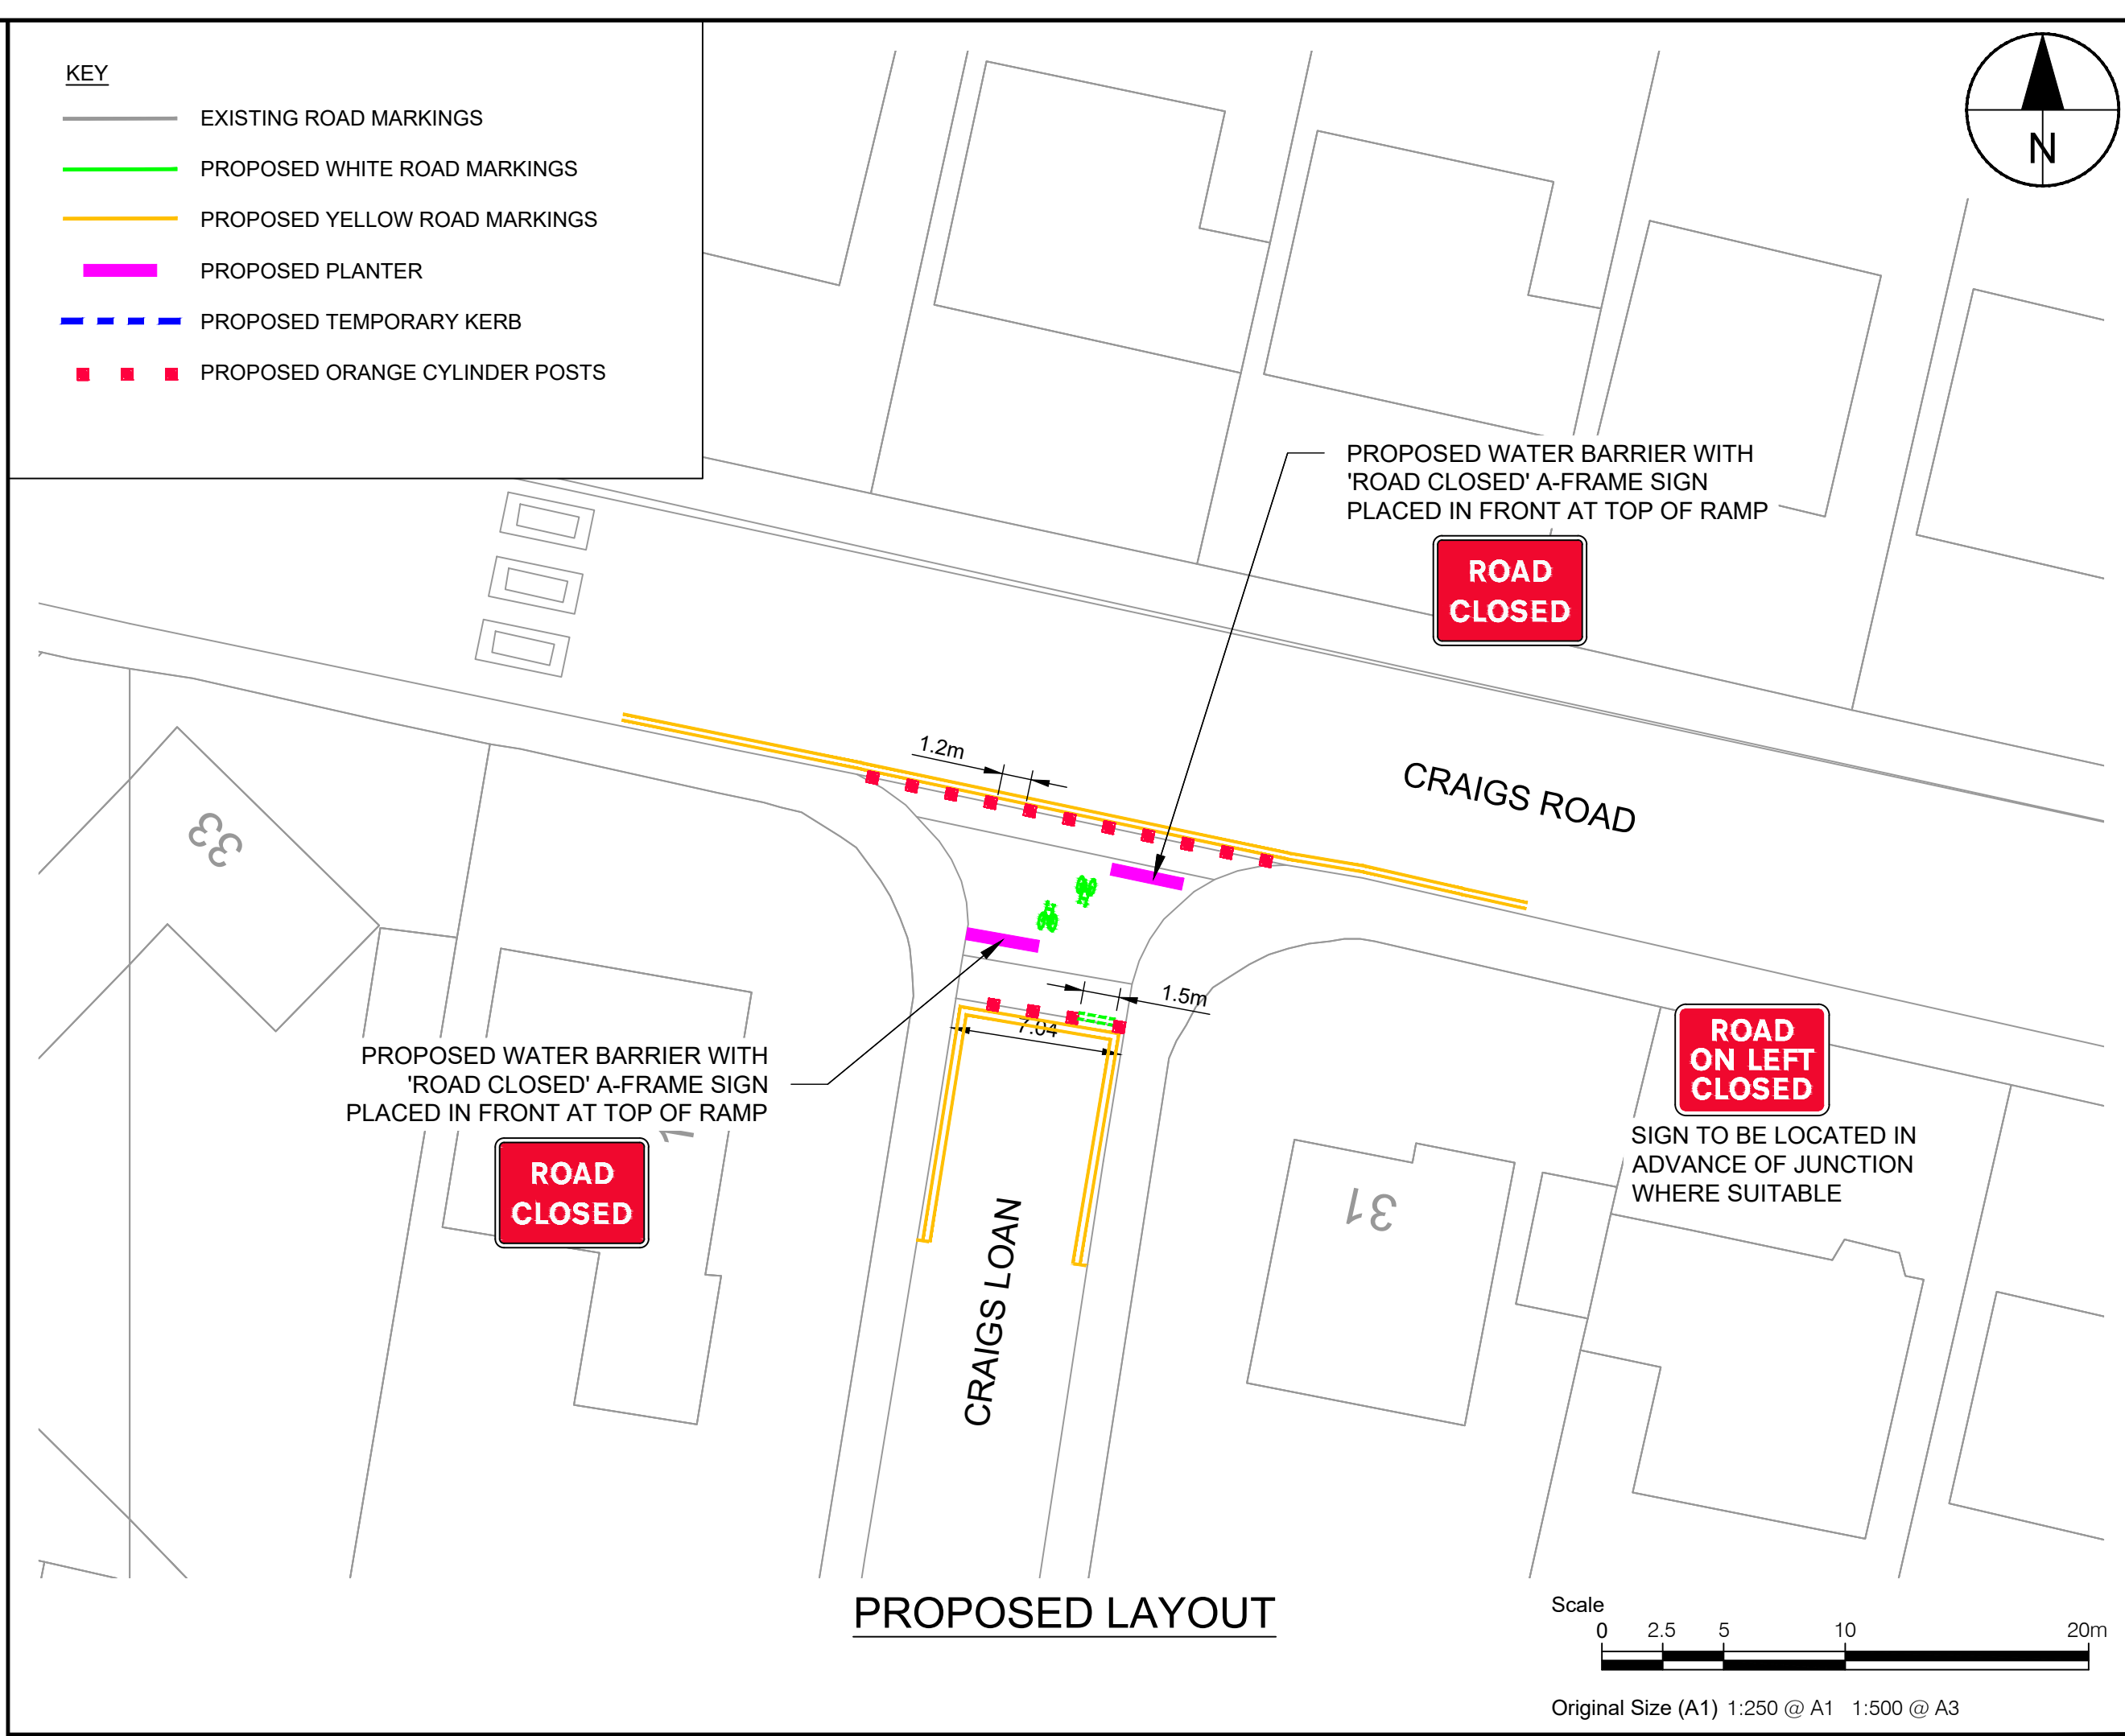 KEY
EXISTING ROAD MARKINGS
PROPOSED WHITE ROAD MARKINGS
PROPOSED YELLOW ROAD MARKINGS
PROPOSED PLANTER
PROPOSED TEMPORARY KERB
PROPOSED ORANGE CYLINDER POSTS
N
PROPOSED WATER BARRIER WITH
'ROAD CLOSED' A-FRAME SIGN
PLACED IN FRONT AT TOP OF RAMP
ROAD
CLOSED
1.2m
CRAIGS ROAD
33
1.5m
7.04
PROPOSED WATER BARRIER WITH
'ROAD CLOSED' A-FRAME SIGN
PLACED IN FRONT AT TOP OF RAMP
ROAD
CLOSED
ROAD
ON LEFT
CLOSED
SIGN TO BE LOCATED IN
ADVANCE OF JUNCTION
WHERE SUITABLE
31
CRAIGS LOAN
PROPOSED LAYOUT
Scale
0 2.5 5 10 20m
Original Size (A1) 1:250 @ A1 1:500 @ A3